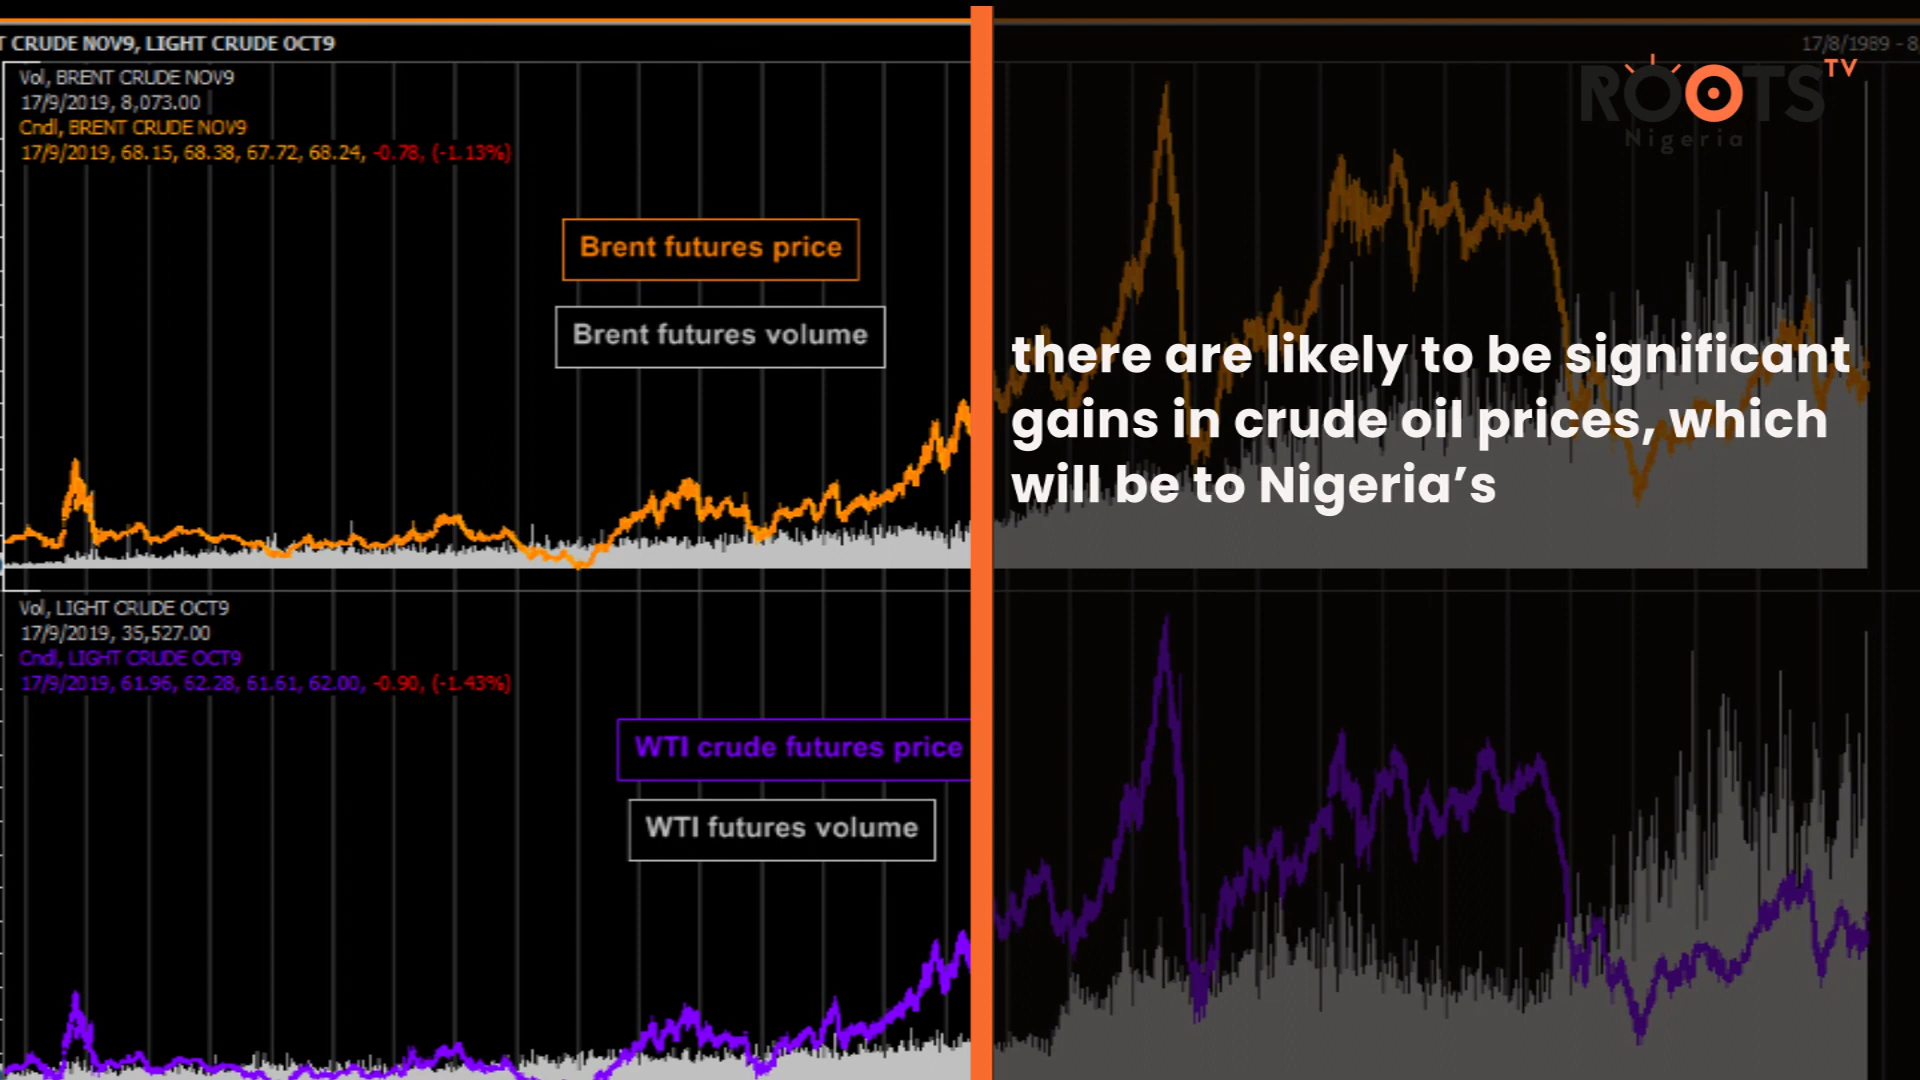 T CRUDE NOV9, LIGHT CRUDE OCT9
17/8/1989 - 8
Vol, BRENT CRUDE NOV9
17/9/2019, 8,073.00
Cndl, BRENT CRUDE NOV9
17/9/2019, 68.15, 68.38, 67.72, 68.24, -0.78, (-1.13%)
ROOTS TV
Nigeria
Brent futures price
Brent futures volume
there are likely to be significant
gains in crude oil prices, which
will be to Nigeria’s
Vol, LIGHT CRUDE OCT9
17/9/2019, 35,527.00
Cndl, LIGHT CRUDE OCT9
17/9/2019, 61.96, 62.28, 61.61, 62.00, -0.90, (-1.43%)
WTI crude futures price
WTI futures volume